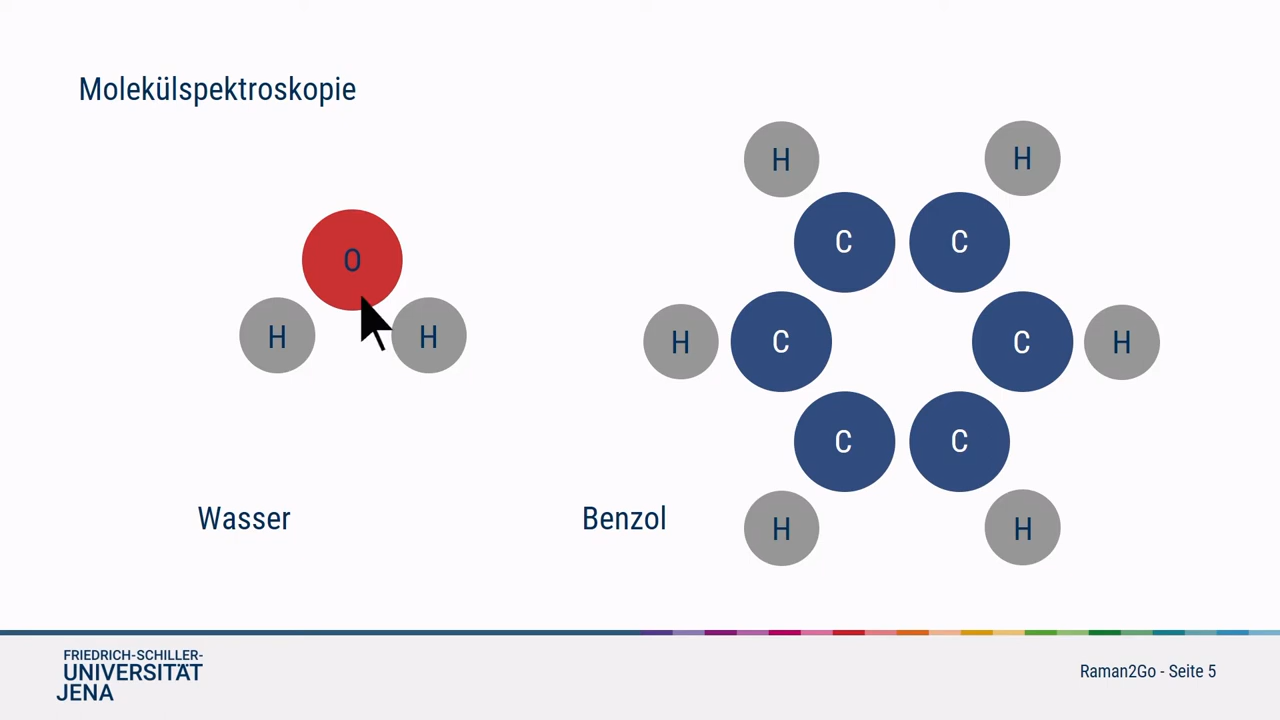 Molekülspektroskopie
O
H H
Wasser
H H
C C
H C C H
C C
H H
Benzol
FRIEDRICH-SCHILLER-
UNIVERSITÄT
JENA
Raman2Go - Seite 5